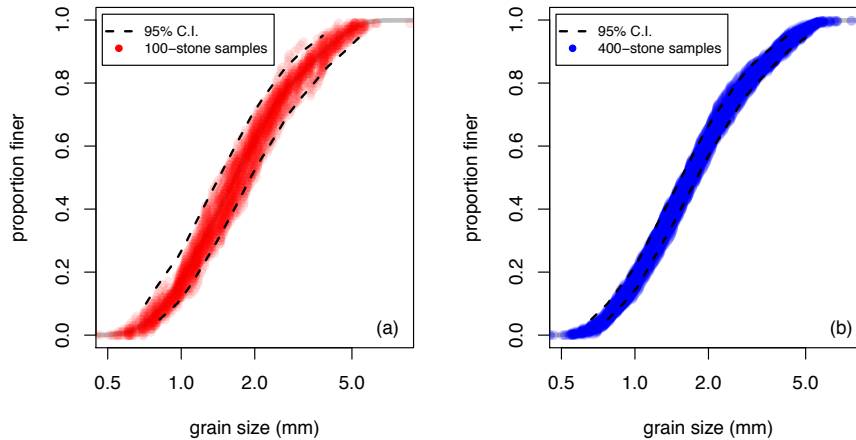 95% C.I.
100−stone samples
proportion finer
1.0
0.8
0.6
0.4
0.2
0.0
(a)
0.5 1.0 2.0 5.0
grain size (mm)
95% C.I.
400−stone samples
proportion finer
1.0
0.8
0.6
0.4
0.2
0.0
(b)
0.5 1.0 2.0 5.0
grain size (mm)